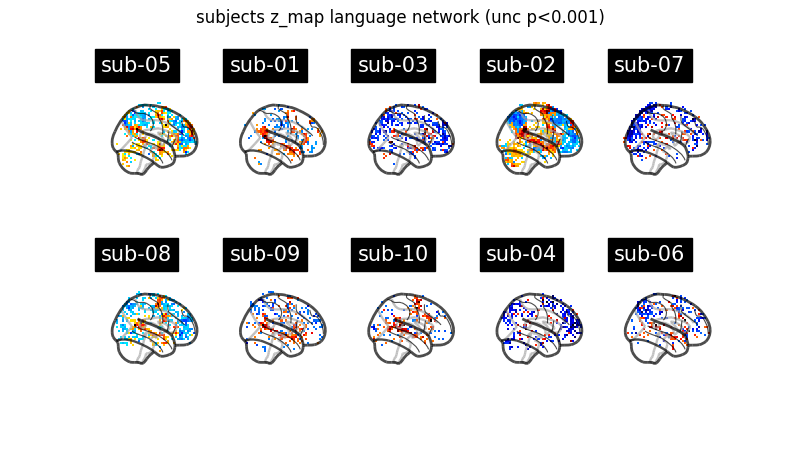 subjects z_map language network (unc p<0.001)
sub-05
sub-01
sub-03
sub-02
sub-07
sub-08
sub-09
sub-10
sub-04
sub-06